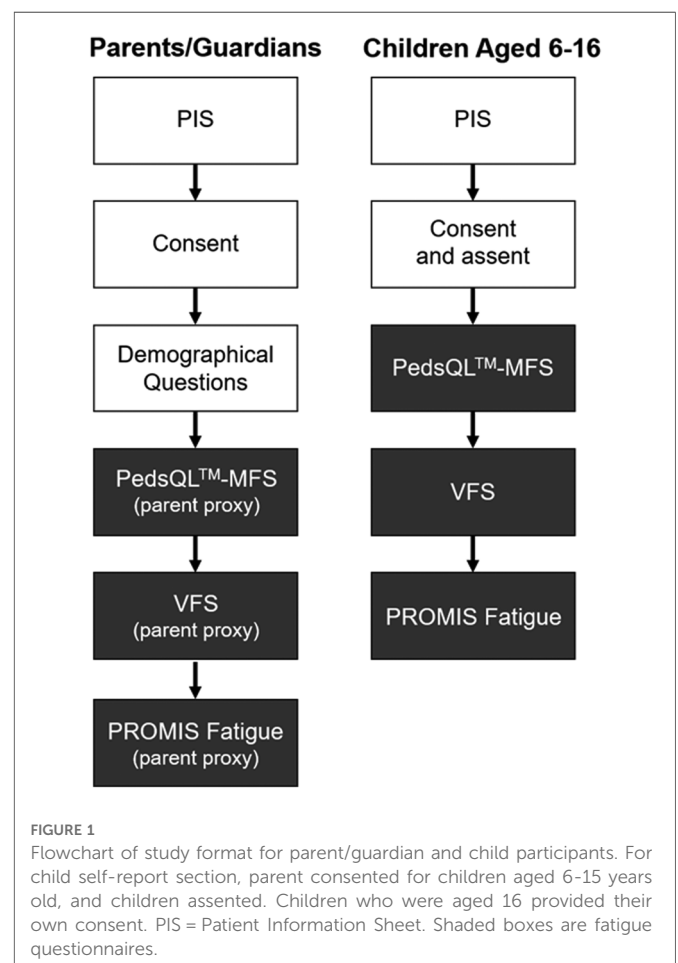 Parents/Guardians
PIS
Consent
Demographical
Questions
PedsQL™-MFS
(parent proxy)
VFS
(parent proxy)
PROMIS Fatigue
(parent proxy)
Children Aged 6-16
PIS
Consent
and assent
PedsQL™-MFS
VFS
PROMIS Fatigue
FIGURE 1
Flowchart of study format for parent/guardian and child participants. For
child self-report section, parent consented for children aged 6-15 years
old, and children assented. Children who were aged 16 provided their
own consent. PIS = Patient Information Sheet. Shaded boxes are fatigue
questionnaires.